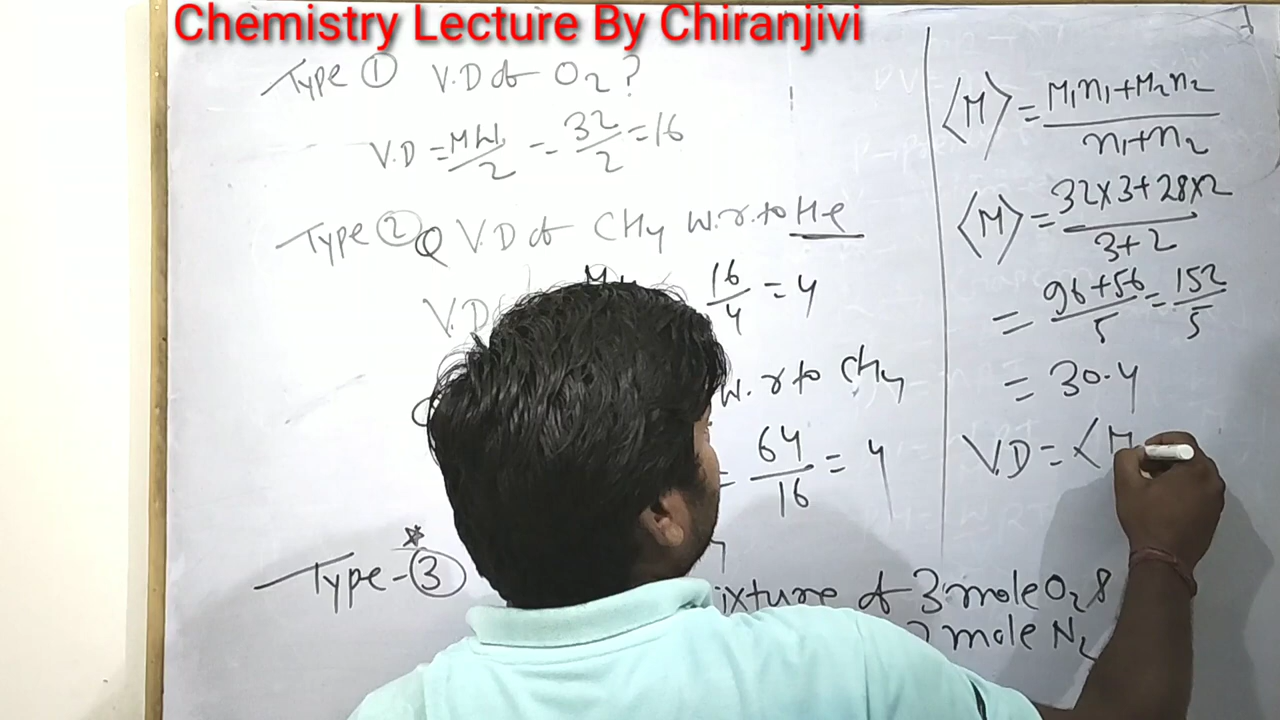 Chemistry Lecture By Chiranjivi
Type ① V.D of O2 ?
V.D = M.W./2 = 32/2 = 16
Type ② Q V.D of CH4 w.r.to He
V.D
16/4 = 4
w.r to CH4
= 64/16 = 4
Type-③
ixture of 3 mole O2 &
2 mole N2
⟨M⟩ = M1n1+M2n2/n1+n2
⟨M⟩ = 32×3+28×2/3+2
= 96+56/5 = 152/5
= 30.4
V.D = ⟨M